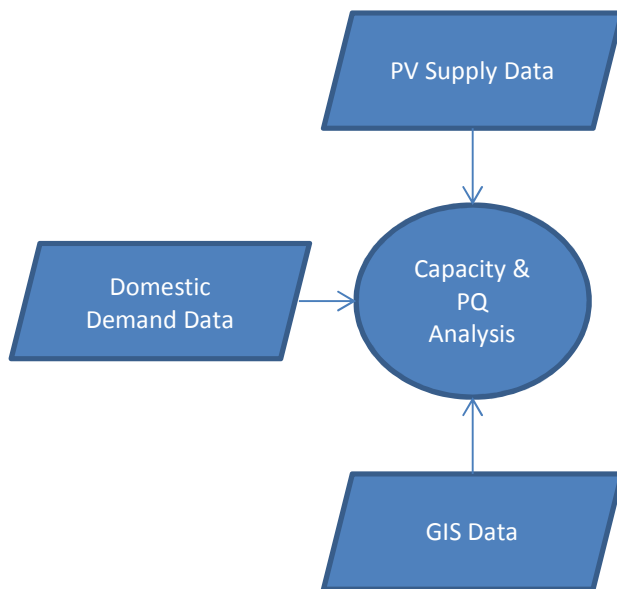 PV Supply Data
Domestic
Demand Data
Capacity &
PQ
Analysis
GIS Data